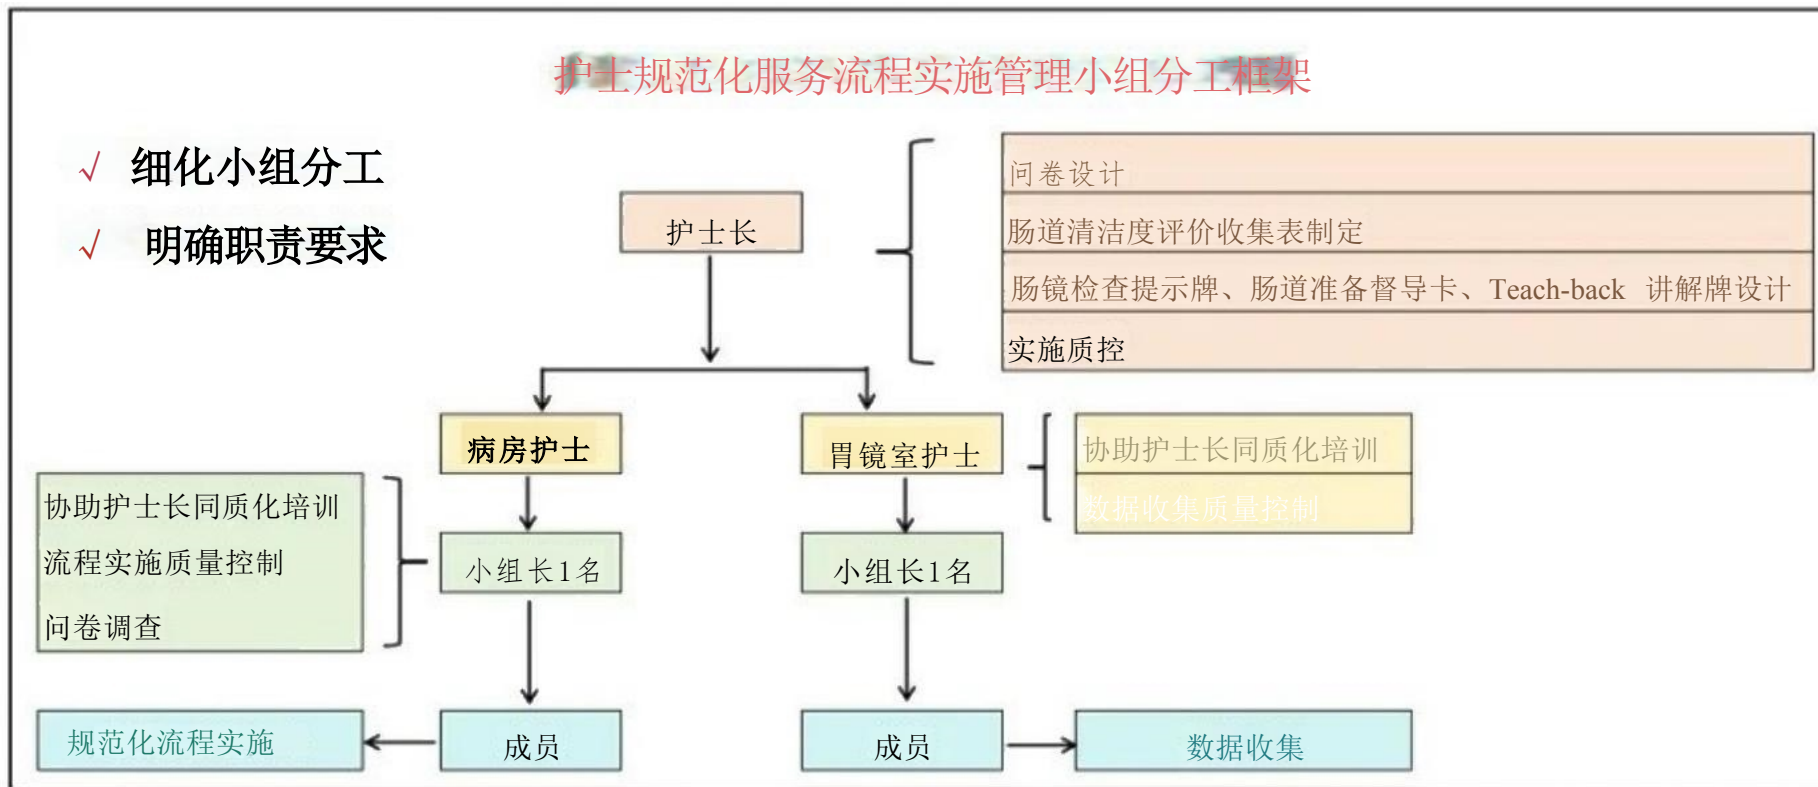 护士规范化服务流程实施管理小组分工框架
√ 细化小组分工
√ 明确职责要求
护士长
问卷设计
肠道清洁度评价收集表制定
肠镜检查提示牌、肠道准备督导卡、Teach-back 讲解牌设计
实施质控
病房护士
胃镜室护士
协助护士长同质化培训
数据收集质量控制
协助护士长同质化培训
流程实施质量控制
问卷调查
小组长1名
小组长1名
规范化流程实施
成员
成员
数据收集